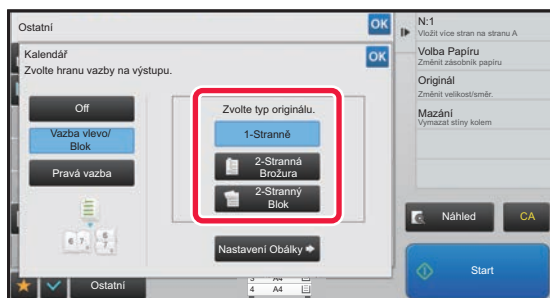 Ostatní
OK
Kalendář
OK
Zvolte hranu vazby na výstupu.
Off
Vazba vlevo/
Blok
Pravá vazba
Zvolte typ originálu.
1-Stranně
2-Stranná
Brožura
2-Stranný
Blok
Nastavení Obálky
Ostatní
A4
4 A4
N:1
Vložit více stran na stranu A
Volba Papíru
Změnit zásobník papíru
Originál
Změnit velikost/směr.
Mazání
Vymazat stíny kolem
Náhled
CA
Start